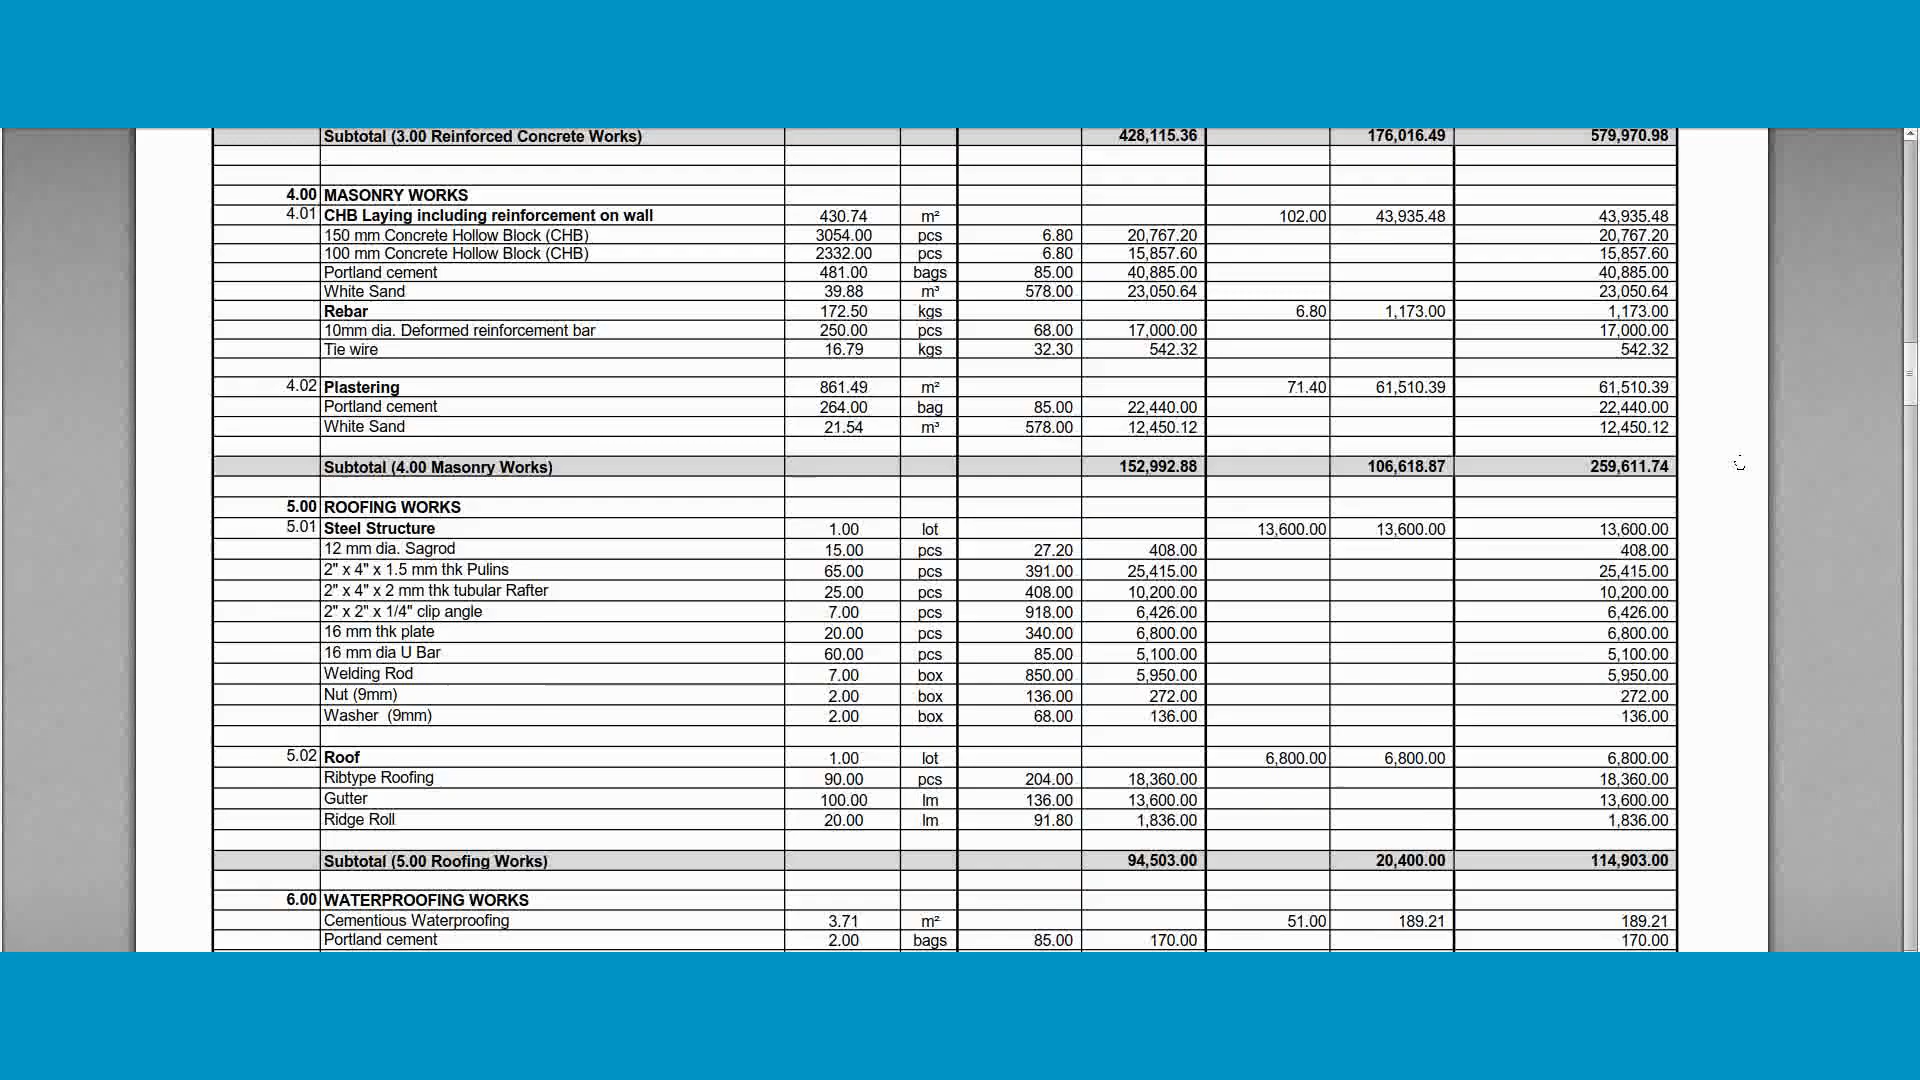 Subtotal (3.00 Reinforced Concrete Works) 428,115.36 176,016.49 579,970.98
4.00 MASONRY WORKS
4.01 CHB Laying including reinforcement on wall 430.74 m² 102.00 43,935.48 43,935.48
150 mm Concrete Hollow Block (CHB) 3054.00 pcs 6.80 20,767.20 20,767.20
100 mm Concrete Hollow Block (CHB) 2332.00 pcs 6.80 15,857.60 15,857.60
Portland cement 481.00 bags 85.00 40,885.00 40,885.00
White Sand 39.88 m³ 578.00 23,050.64 23,050.64
Rebar 172.50 kgs 6.80 1,173.00 1,173.00
10mm dia. Deformed reinforcement bar 250.00 pcs 68.00 17,000.00 17,000.00
Tie wire 16.79 kgs 32.30 542.32 542.32
4.02 Plastering 861.49 m² 71.40 61,510.39 61,510.39
Portland cement 264.00 bag 85.00 22,440.00 22,440.00
White Sand 21.54 m³ 578.00 12,450.12 12,450.12
Subtotal (4.00 Masonry Works) 152,992.88 106,618.87 259,611.74
5.00 ROOFING WORKS
5.01 Steel Structure 1.00 lot 13,600.00 13,600.00 13,600.00
12 mm dia. Sagrod 15.00 pcs 27.20 408.00 408.00
2" x 4" x 1.5 mm thk Pulins 65.00 pcs 391.00 25,415.00 25,415.00
2" x 4" x 2 mm thk tubular Rafter 25.00 pcs 408.00 10,200.00 10,200.00
2" x 2" x 1/4" clip angle 7.00 pcs 918.00 6,426.00 6,426.00
16 mm thk plate 20.00 pcs 340.00 6,800.00 6,800.00
16 mm dia U Bar 60.00 pcs 85.00 5,100.00 5,100.00
Welding Rod 7.00 box 850.00 5,950.00 5,950.00
Nut (9mm) 2.00 box 136.00 272.00 272.00
Washer (9mm) 2.00 box 68.00 136.00 136.00
5.02 Roof 1.00 lot 6,800.00 6,800.00 6,800.00
Ribtype Roofing 90.00 pcs 204.00 18,360.00 18,360.00
Gutter 100.00 lm 136.00 13,600.00 13,600.00
Ridge Roll 20.00 lm 91.80 1,836.00 1,836.00
Subtotal (5.00 Roofing Works) 94,503.00 20,400.00 114,903.00
6.00 WATERPROOFING WORKS
Cementious Waterproofing 3.71 m² 51.00 189.21 189.21
Portland cement 2.00 bags 85.00 170.00 170.00